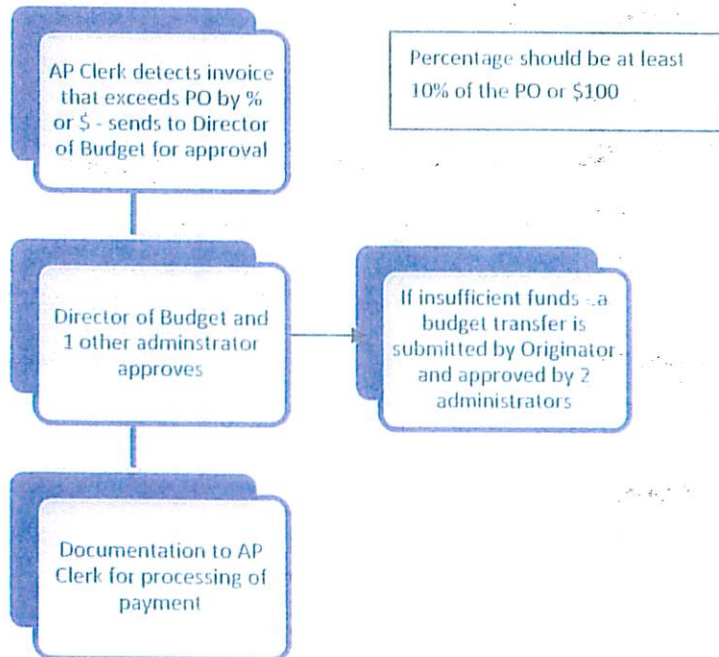 AP Clerk detects invoice
that exceeds PO by %
or $ - sends to Director
of Budget for approval
Percentage should be at least
10% of the PO or $100
Director of Budget and
1 other adminstrator
approves
If insufficient funds - a
budget transfer is
submitted by Originator
and approved by 2
administrators
Documentation to AP
Clerk for processing of
payment